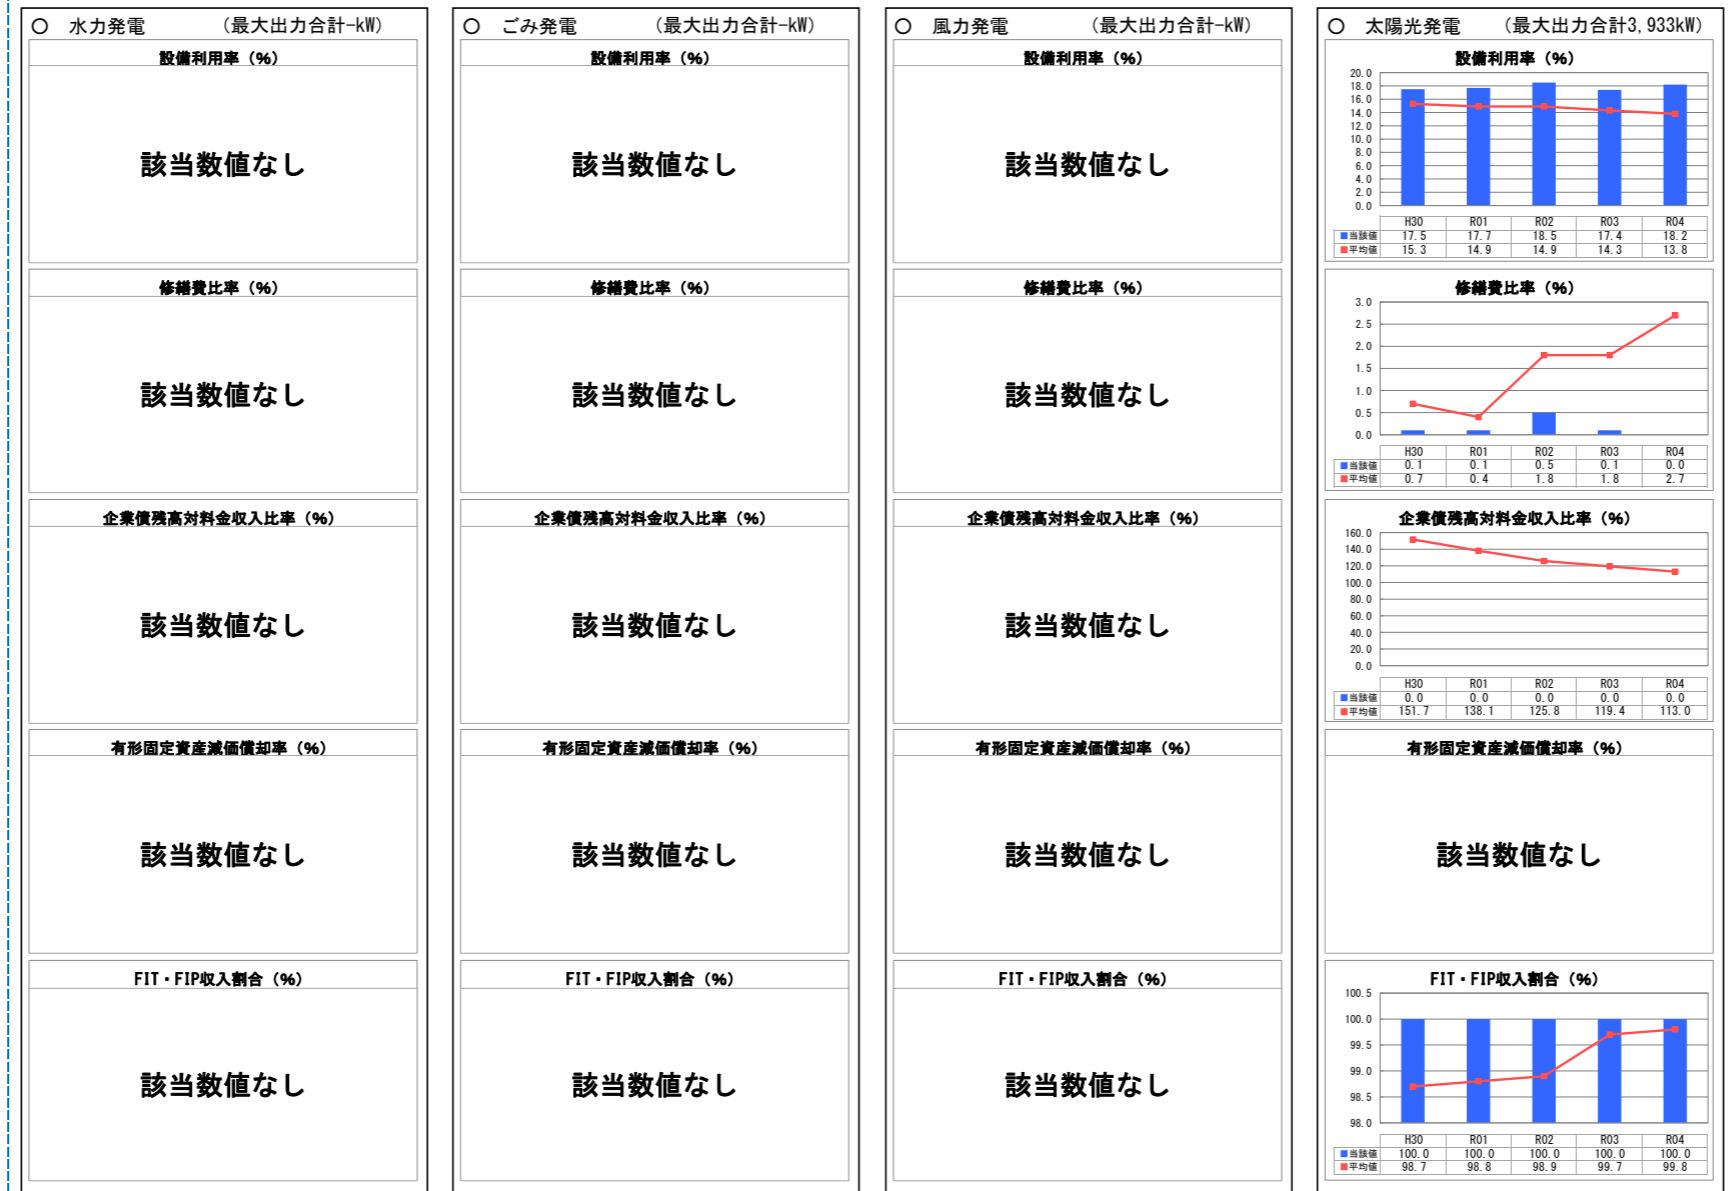 ○ 水力発電 (最大出力合計-kW)
設備利用率 (%)
該当数値なし
修繕費比率 (%)
該当数値なし
企業債残高対料金収入比率 (%)
該当数値なし
有形固定資産減価償却率 (%)
該当数値なし
FIT・FIP収入割合 (%)
該当数値なし
○ ごみ発電 (最大出力合計-kW)
設備利用率 (%)
該当数値なし
修繕費比率 (%)
該当数値なし
企業債残高対料金収入比率 (%)
該当数値なし
有形固定資産減価償却率 (%)
該当数値なし
FIT・FIP収入割合 (%)
該当数値なし
○ 風力発電 (最大出力合計-kW)
設備利用率 (%)
該当数値なし
修繕費比率 (%)
該当数値なし
企業債残高対料金収入比率 (%)
該当数値なし
有形固定資産減価償却率 (%)
該当数値なし
FIT・FIP収入割合 (%)
該当数値なし
○ 太陽光発電 (最大出力合計3,933kW)
設備利用率 (%)
20.0
18.0
16.0
14.0
12.0
10.0
8.0
6.0
4.0
2.0
0.0
H30 R01 R02 R03 R04
当該値 17.5 17.7 18.5 17.4 18.2
平均値 15.3 14.9 14.9 14.3 13.8
修繕費比率 (%)
3.0
2.5
2.0
1.5
1.0
0.5
0.0
H30 R01 R02 R03 R04
当該値 0.1 0.1 0.5 0.1 0.0
平均値 0.7 0.4 1.8 1.8 2.7
企業債残高対料金収入比率 (%)
160.0
140.0
120.0
100.0
80.0
60.0
40.0
20.0
0.0
H30 R01 R02 R03 R04
当該値 0.0 0.0 0.0 0.0 0.0
平均値 151.7 138.1 125.8 119.4 113.0
有形固定資産減価償却率 (%)
該当数値なし
FIT・FIP収入割合 (%)
100.5
100.0
99.5
99.0
98.5
98.0
H30 R01 R02 R03 R04
当該値 100.0 100.0 100.0 100.0 100.0
平均値 98.7 98.8 98.9 99.7 99.8